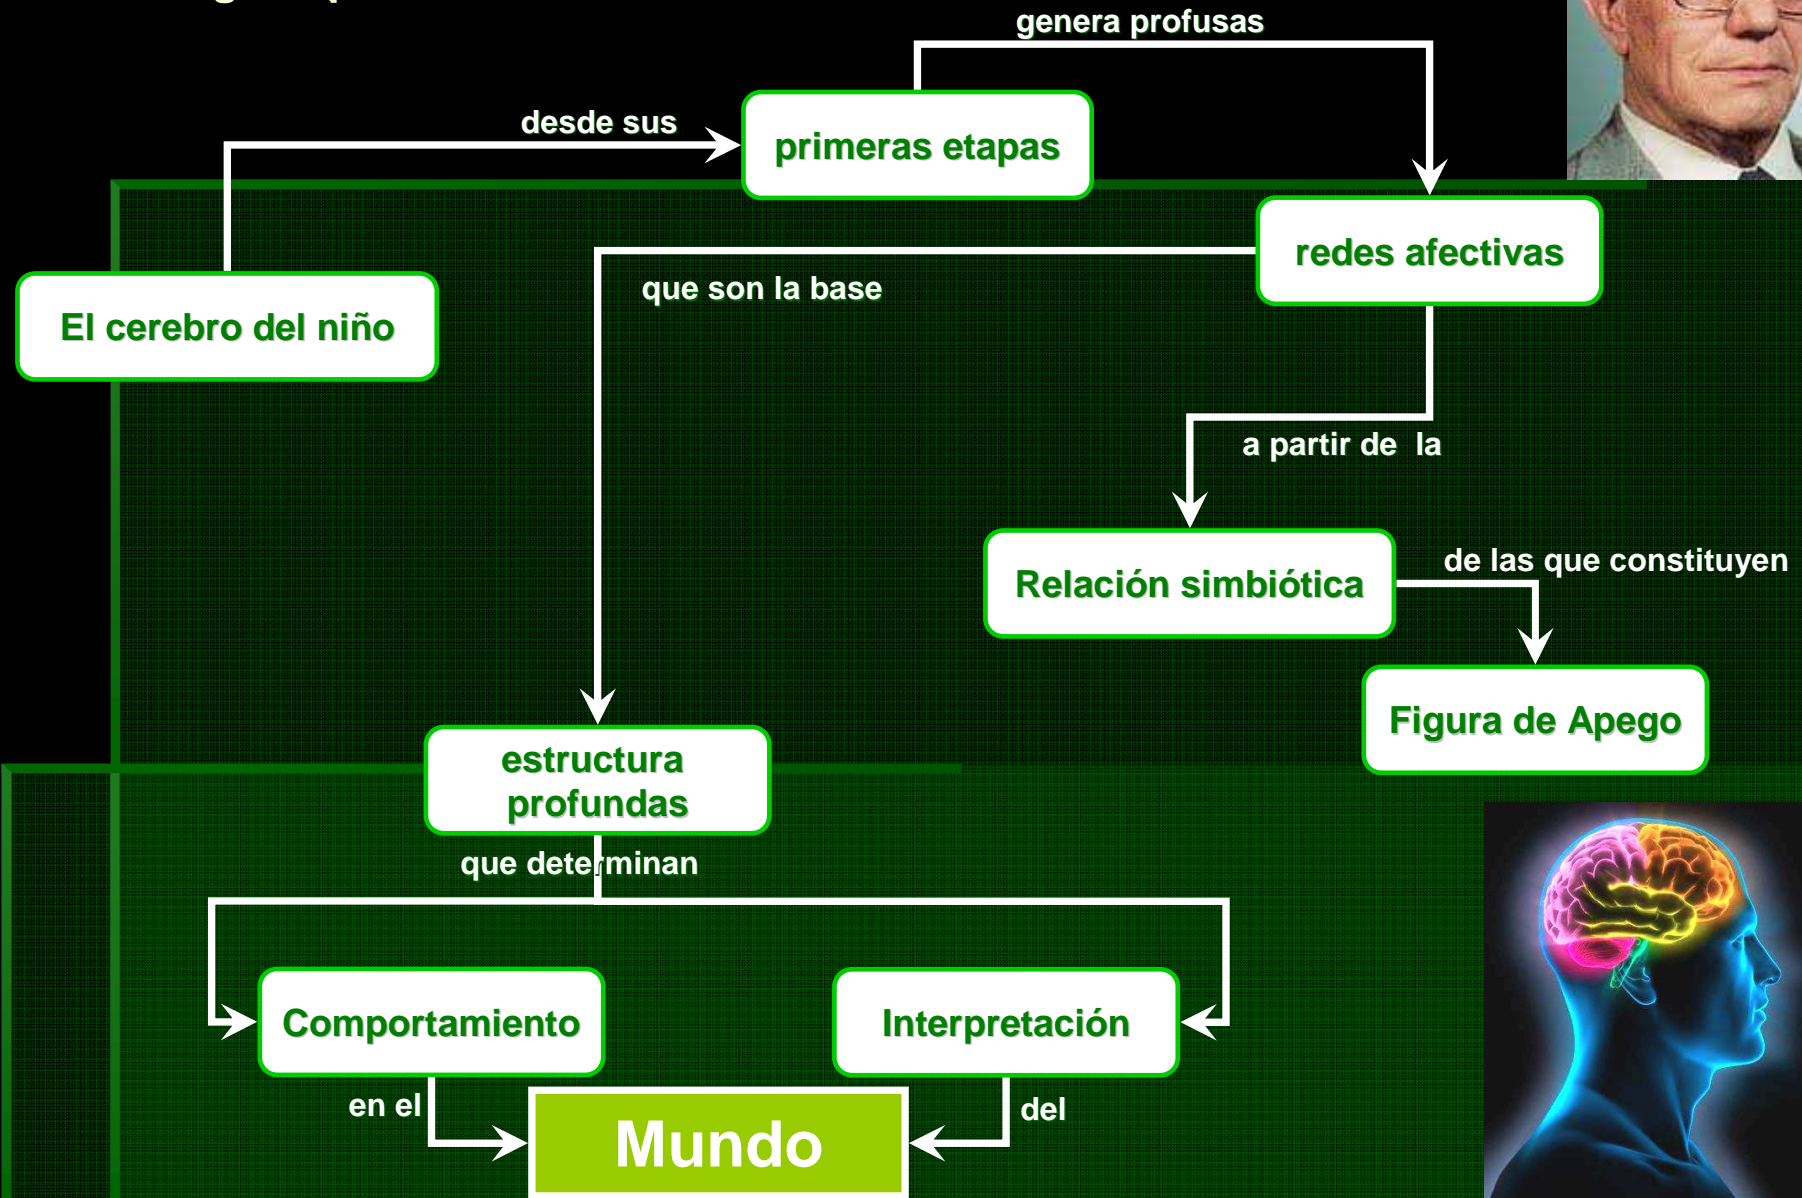 genera profusas
desde sus
primeras etapas
redes afectivas
que son la base
El cerebro del niño
a partir de  la
de las que constituyen
Relación simbiótica
Figura de Apego
estructura
profundas
que determinan
Comportamiento
Interpretación
en el
del
Mundo